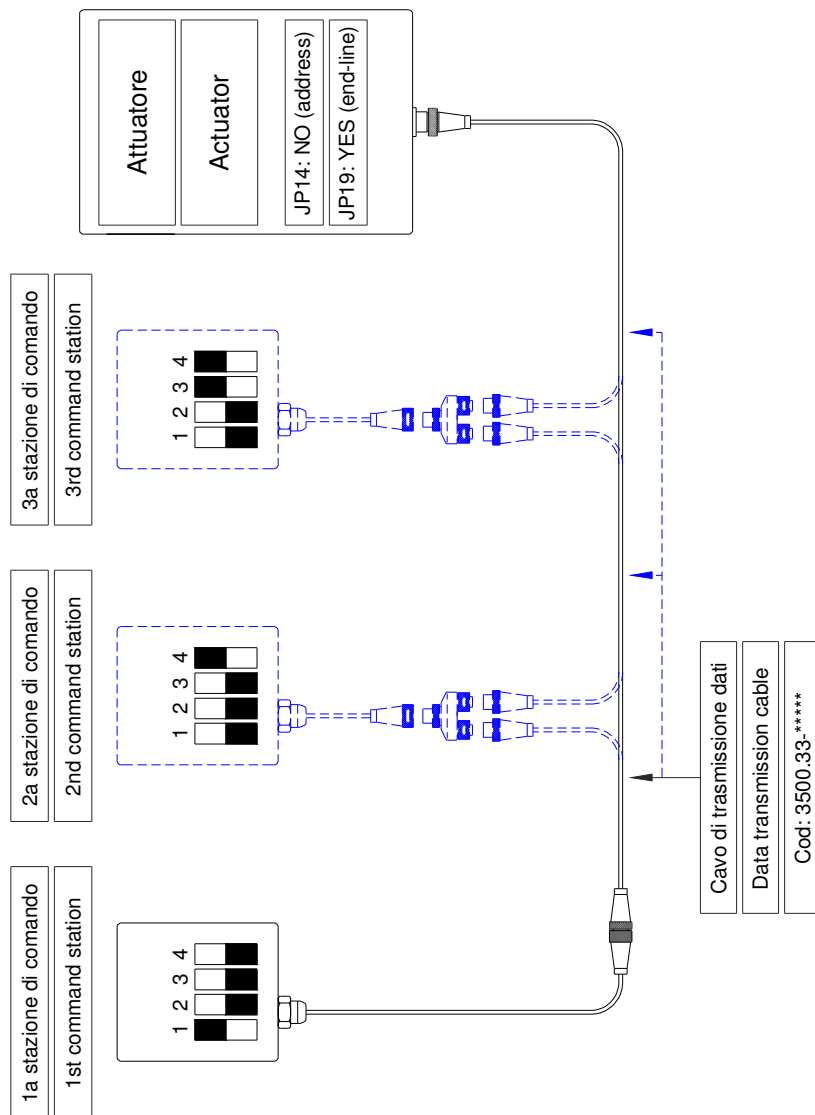 1a stazione di comando
1st command station
1 2 3 4
2a stazione di comando
2nd command station
1 2 3 4
3a stazione di comando
3rd command station
1 2 3 4
Attuatore
Actuator
JP14: NO (address)
JP19: YES (end-line)
Cavo di trasmissione dati
Data transmission cable
Cod: 3500.33-*****